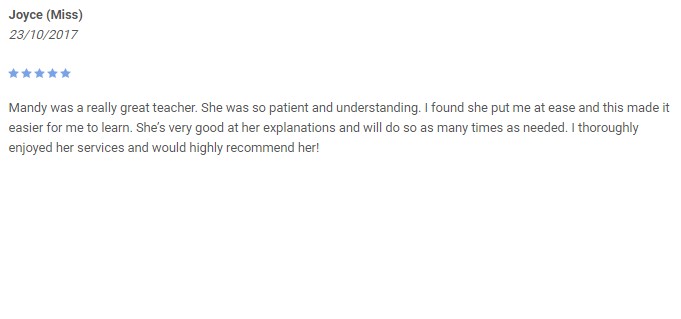 Joyce (Miss)
23/10/2017
Mandy was a really great teacher. She was so patient and understanding. I found she put me at ease and this made it
easier for me to learn. She’s very good at her explanations and will do so as many times as needed. I thoroughly
enjoyed her services and would highly recommend her!